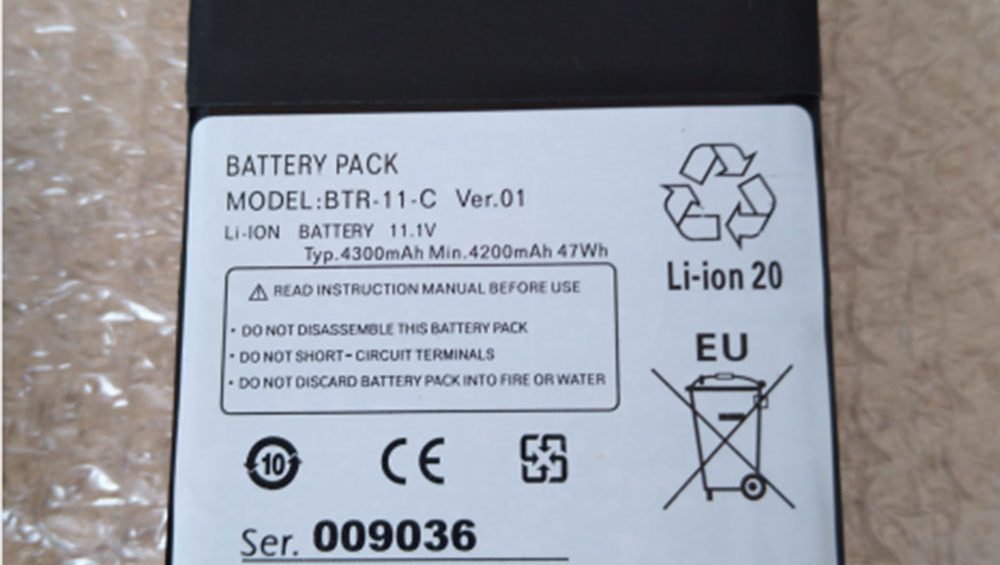 BATTERY PACK
MODEL:BTR-11-C Ver.01
Li-ION BATTERY 11.1V
Typ.4300mAh Min.4200mAh 47Wh
READ INSTRUCTION MANUAL BEFORE USE
• DO NOT DISASSEMBLE THIS BATTERY PACK
• DO NOT SHORT-CIRCUIT TERMINALS
• DO NOT DISCARD BATTERY PACK INTO FIRE OR WATER
Li-ion 20
EU
10
CE
Ser. 009036